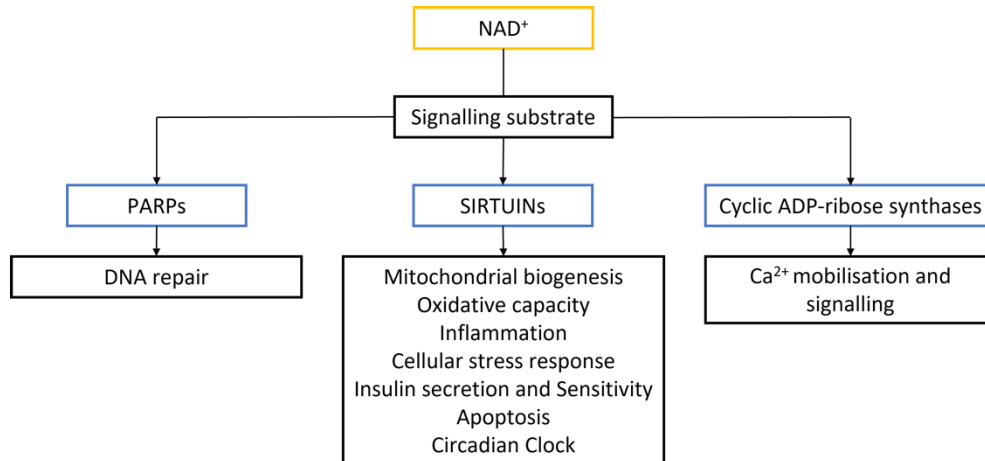 NAD⁺
Signalling substrate
PARPs
SIRTUINs
Cyclic ADP-ribose synthases
DNA repair
Mitochondrial biogenesis
Oxidative capacity
Inflammation
Cellular stress response
Insulin secretion and Sensitivity
Apoptosis
Circadian Clock
Ca²⁺ mobilisation and
signalling